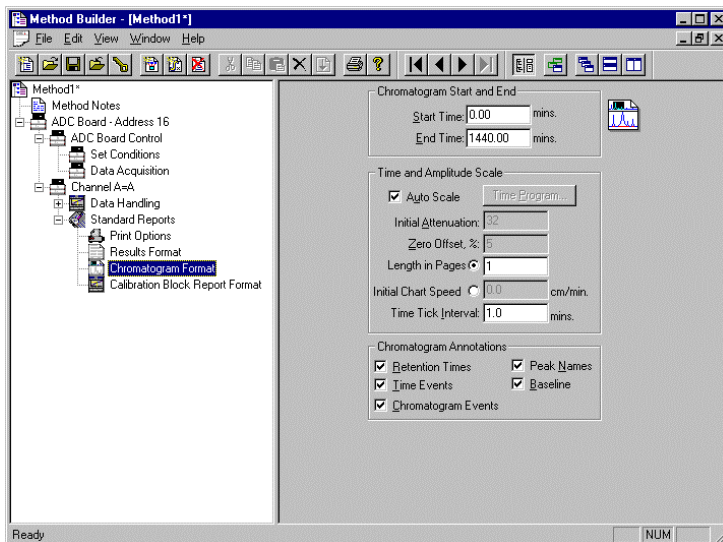 Method Builder - [Method1*]
File Edit View Window Help
Method1*
Method Notes
ADC Board - Address 16
ADC Board Control
Set Conditions
Data Acquisition
Channel A=A
Data Handling
Standard Reports
Print Options
Results Format
Chromatogram Format
Calibration Block Report Format
Chromatogram Start and End
Start Time: 0.00 mins.
End Time: 1440.00 mins.
Time and Amplitude Scale
Auto Scale Time Program...
Initial Attenuation: 32
Zero Offset, %: 5
Length in Pages 1
Initial Chart Speed 0.0 cm/min.
Time Tick Interval: 1.0 mins.
Chromatogram Annotations
Retention Times Peak Names
Time Events Baseline
Chromatogram Events
Ready NUM